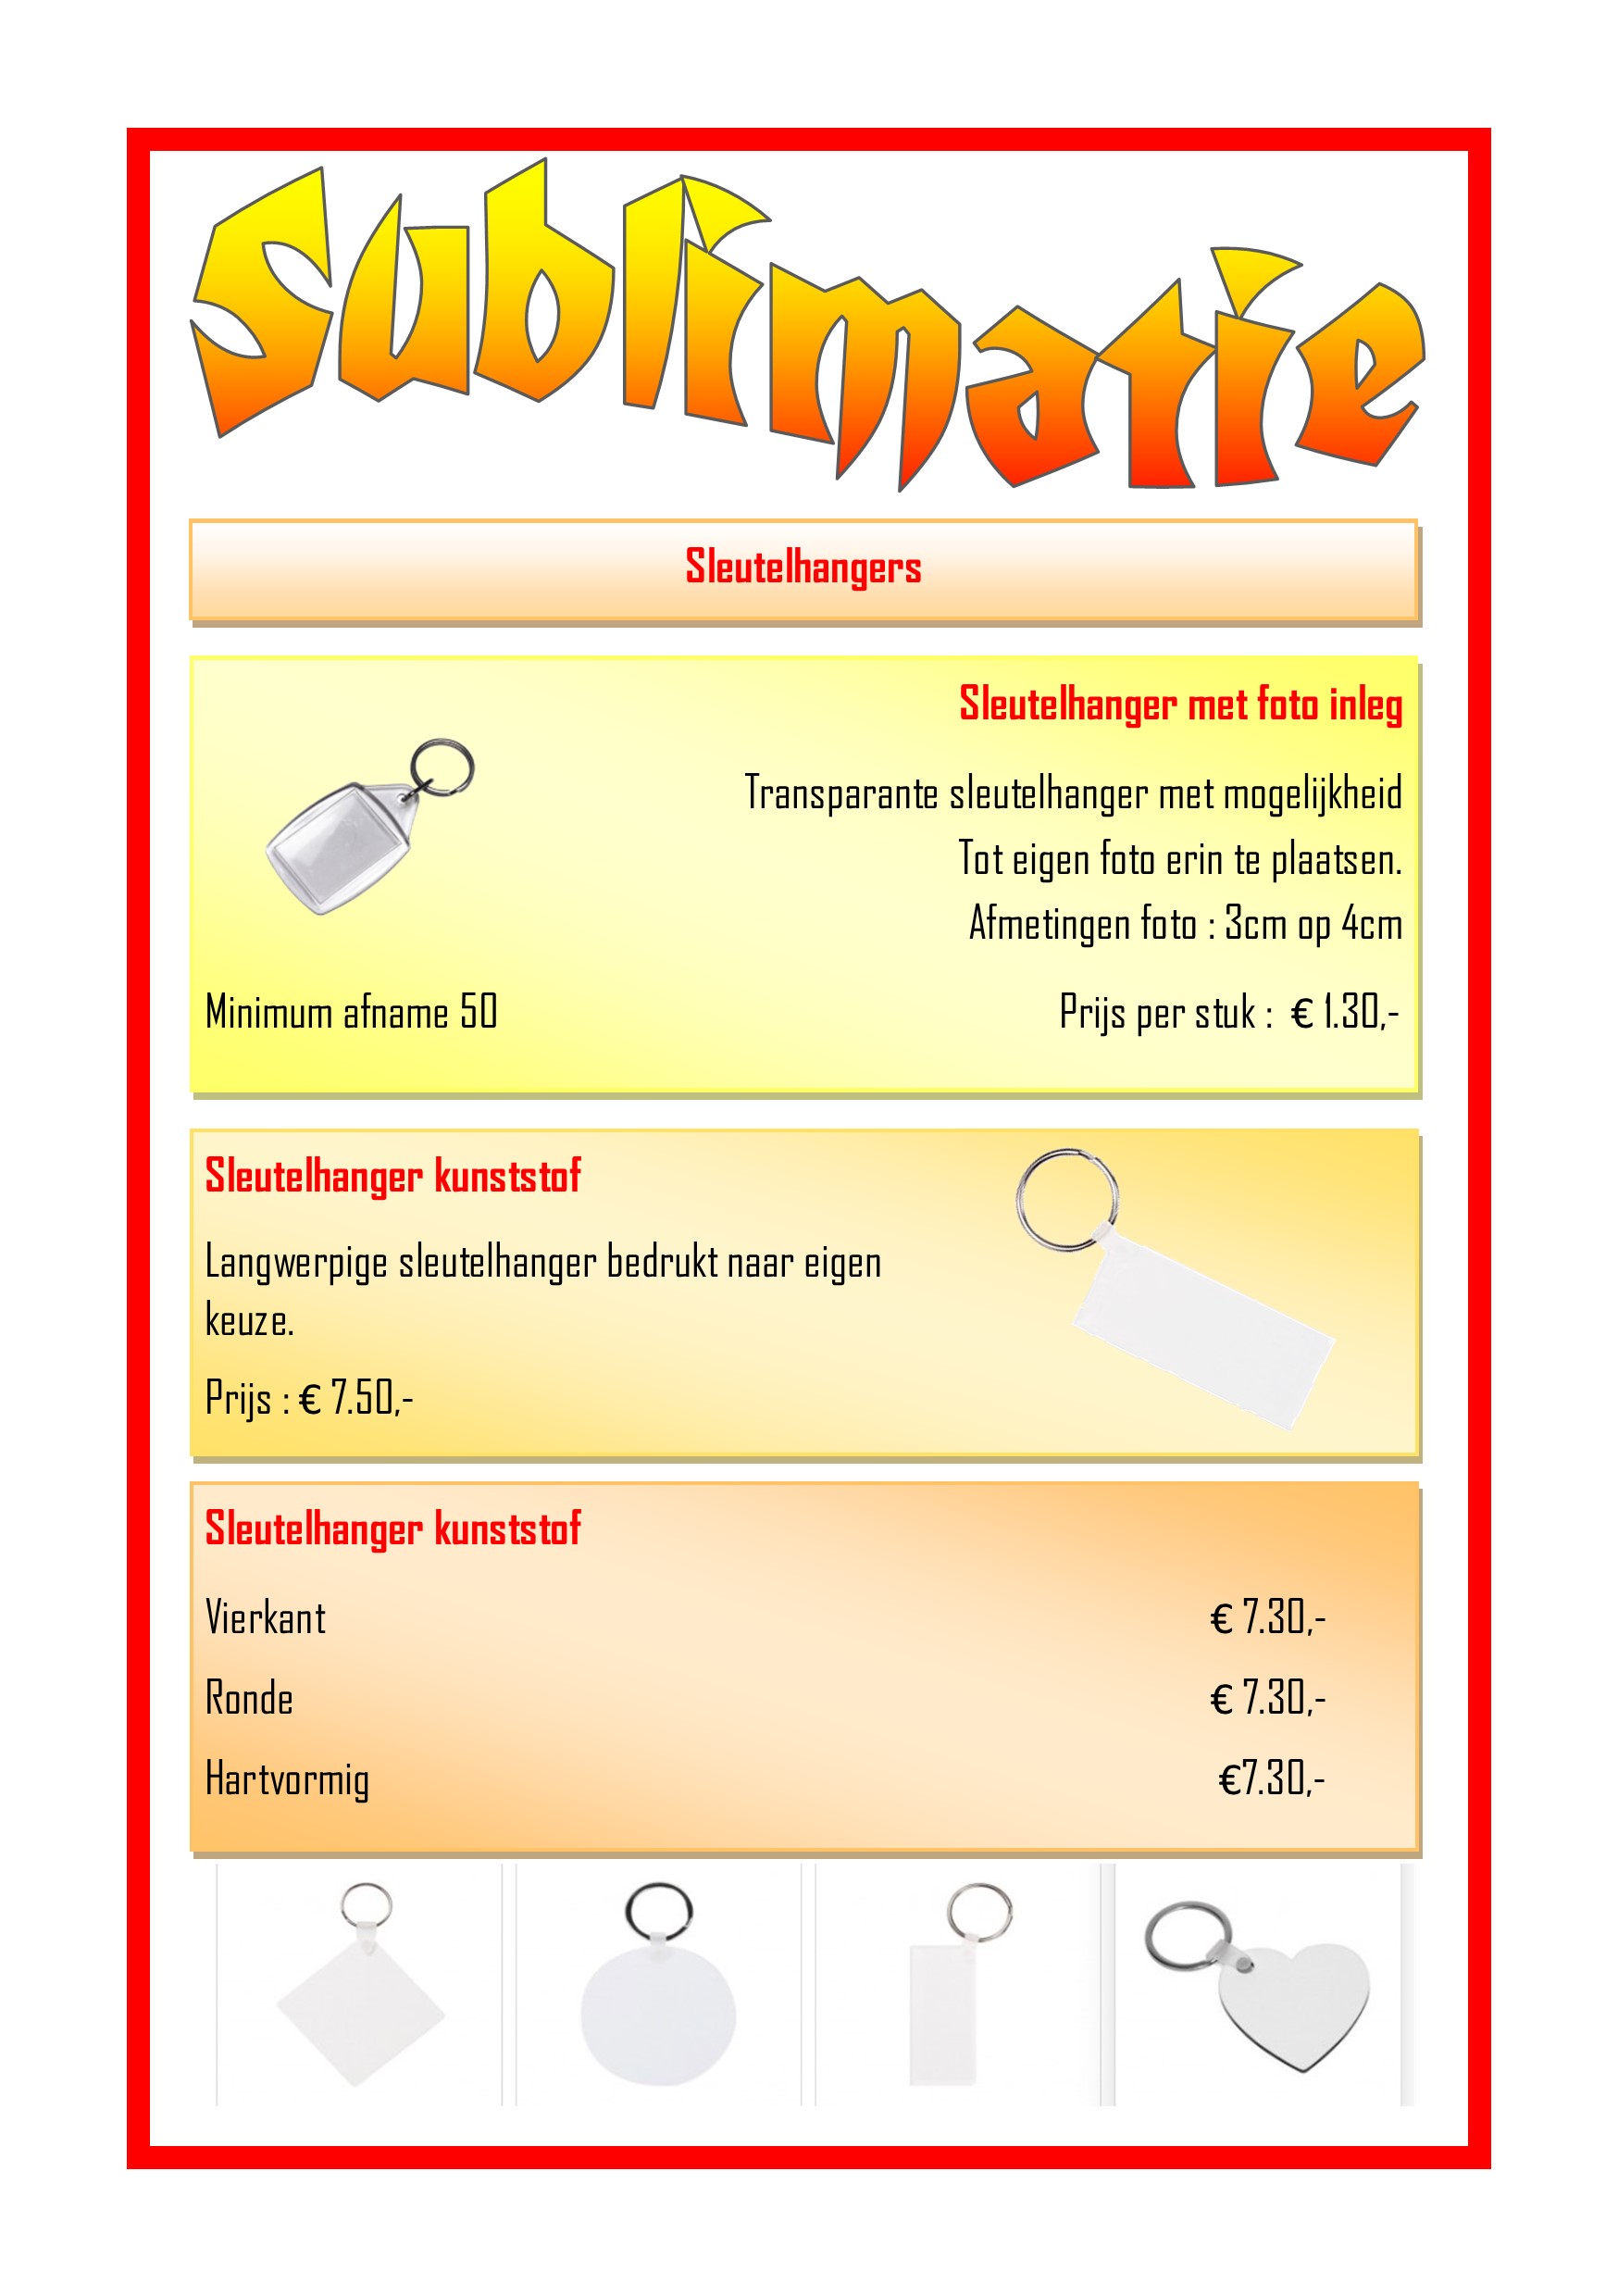 Sublimatie
Sleutelhangers
Sleutelhanger met foto inleg
Transparante sleutelhanger met mogelijkheid
Tot eigen foto erin te plaatsen.
Afmetingen foto : 3cm op 4cm
Minimum afname 50 Prijs per stuk : € 1.30,-
Sleutelhanger kunststof
Langwerpige sleutelhanger bedrukt naar eigen
keuze.
Prijs : € 7.50,-
Sleutelhanger kunststof
Vierkant € 7.30,-
Ronde € 7.30,-
Hartvormig €7.30,-